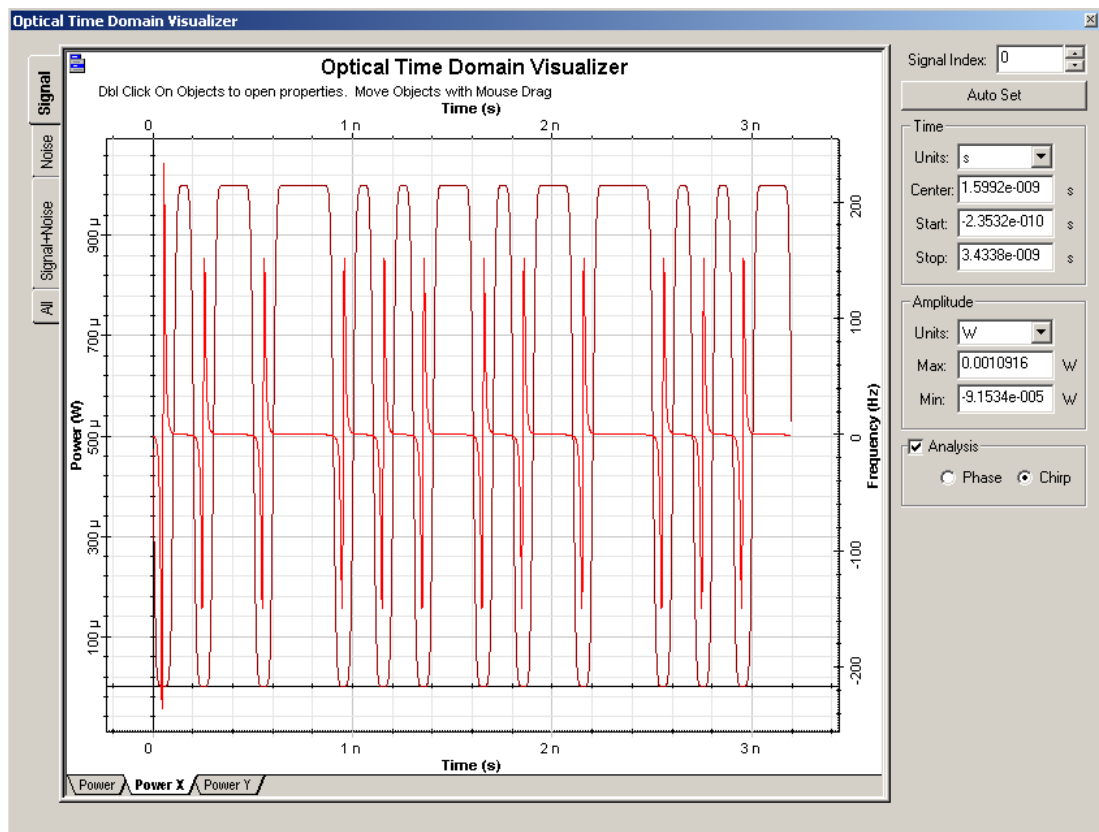 Optical Time Domain Visualizer
Signal
Noise
Signal+Noise
All
Optical Time Domain Visualizer
Dbl Click On Objects to open properties. Move Objects with Mouse Drag
Time (s)
0 1 n 2 n 3 n
Power (W)
900 µ
700 µ
500 µ
300 µ
100 µ
Frequency (Hz)
200
100
0
-100
-200
0 1 n 2 n 3 n
Time (s)
Power Power X Power Y
Signal Index: 0
Auto Set
Time
Units: s
Center: 1.5992e-009 s
Start: -2.3532e-010 s
Stop: 3.4338e-009 s
Amplitude
Units: W
Max: 0.0010916 W
Min: -9.1534e-005 W
Analysis
Phase Chirp